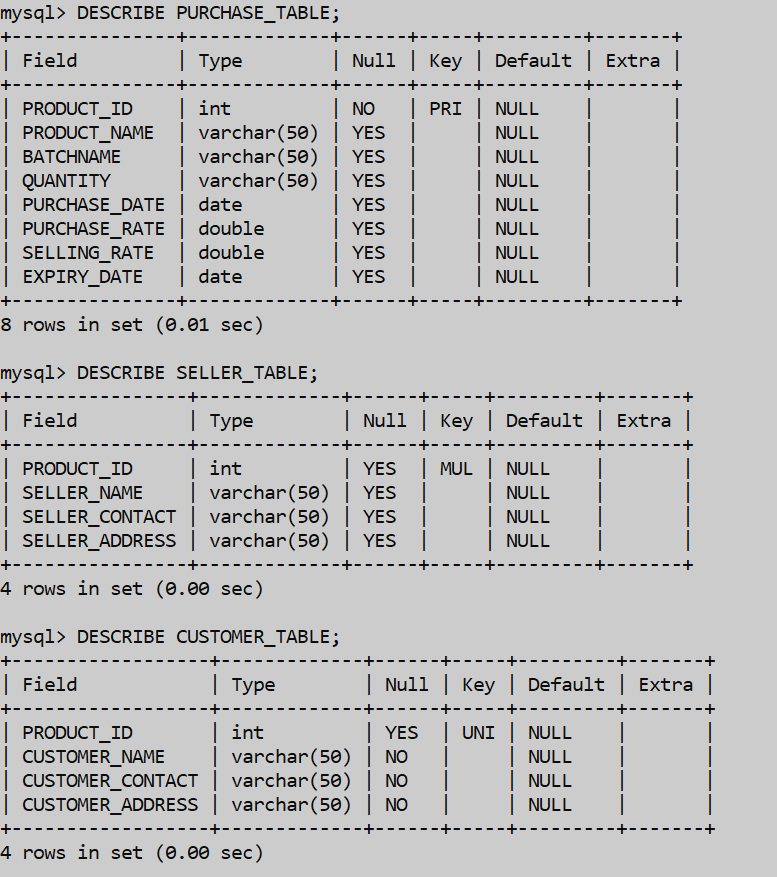 mysql> DESCRIBE PURCHASE_TABLE;
+---------------+-------------+------+-----+---------+-------+
| Field         | Type        | Null | Key | Default | Extra |
+---------------+-------------+------+-----+---------+-------+
| PRODUCT_ID    | int         | NO   | PRI | NULL    |       |
| PRODUCT_NAME  | varchar(50) | YES  |     | NULL    |       |
| BATCHNAME     | varchar(50) | YES  |     | NULL    |       |
| QUANTITY      | varchar(50) | YES  |     | NULL    |       |
| PURCHASE_DATE | date        | YES  |     | NULL    |       |
| PURCHASE_RATE | double      | YES  |     | NULL    |       |
| SELLING_RATE  | double      | YES  |     | NULL    |       |
| EXPIRY_DATE   | date        | YES  |     | NULL    |       |
+---------------+-------------+------+-----+---------+-------+
8 rows in set (0.01 sec)

mysql> DESCRIBE SELLER_TABLE;
+----------------+-------------+------+-----+---------+-------+
| Field          | Type        | Null | Key | Default | Extra |
+----------------+-------------+------+-----+---------+-------+
| PRODUCT_ID     | int         | YES  | MUL | NULL    |       |
| SELLER_NAME    | varchar(50) | YES  |     | NULL    |       |
| SELLER_CONTACT | varchar(50) | YES  |     | NULL    |       |
| SELLER_ADDRESS | varchar(50) | YES  |     | NULL    |       |
+----------------+-------------+------+-----+---------+-------+
4 rows in set (0.00 sec)

mysql> DESCRIBE CUSTOMER_TABLE;
+------------------+-------------+------+-----+---------+-------+
| Field            | Type        | Null | Key | Default | Extra |
+------------------+-------------+------+-----+---------+-------+
| PRODUCT_ID       | int         | YES  | UNI | NULL    |       |
| CUSTOMER_NAME    | varchar(50) | NO   |     | NULL    |       |
| CUSTOMER_CONTACT | varchar(50) | NO   |     | NULL    |       |
| CUSTOMER_ADDRESS | varchar(50) | NO   |     | NULL    |       |
+------------------+-------------+------+-----+---------+-------+
4 rows in set (0.00 sec)